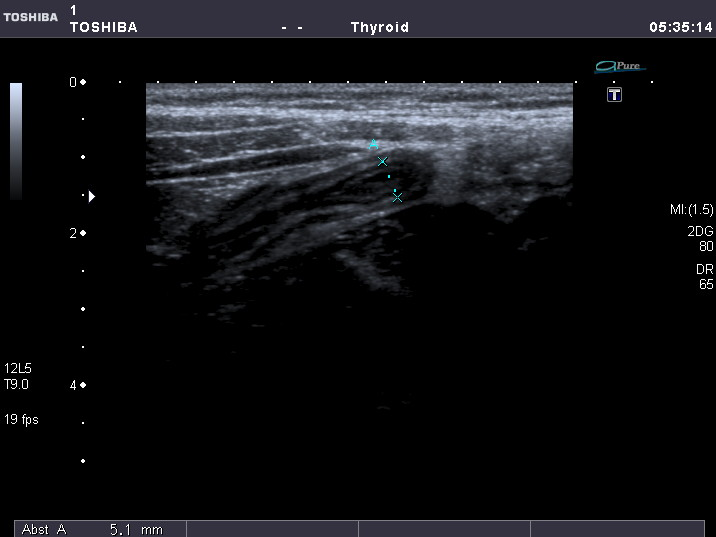 TOSHIBA
1
TOSHIBA
- -
Thyroid
05:35:14
Pure
T
0
2
4
MI:(1.5)
2DG
80
DR
65
12L5
T9.0
19 fps
A
Abst A 5.1 mm